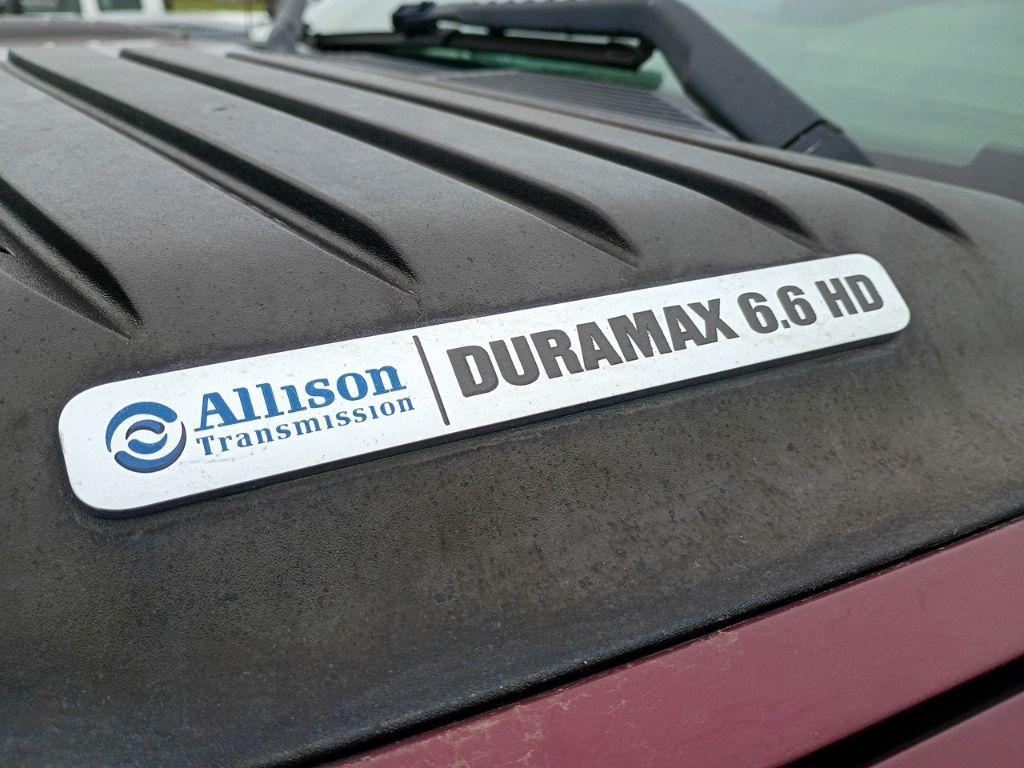 Allison
Transmission
DURAMAX 6.6 HD